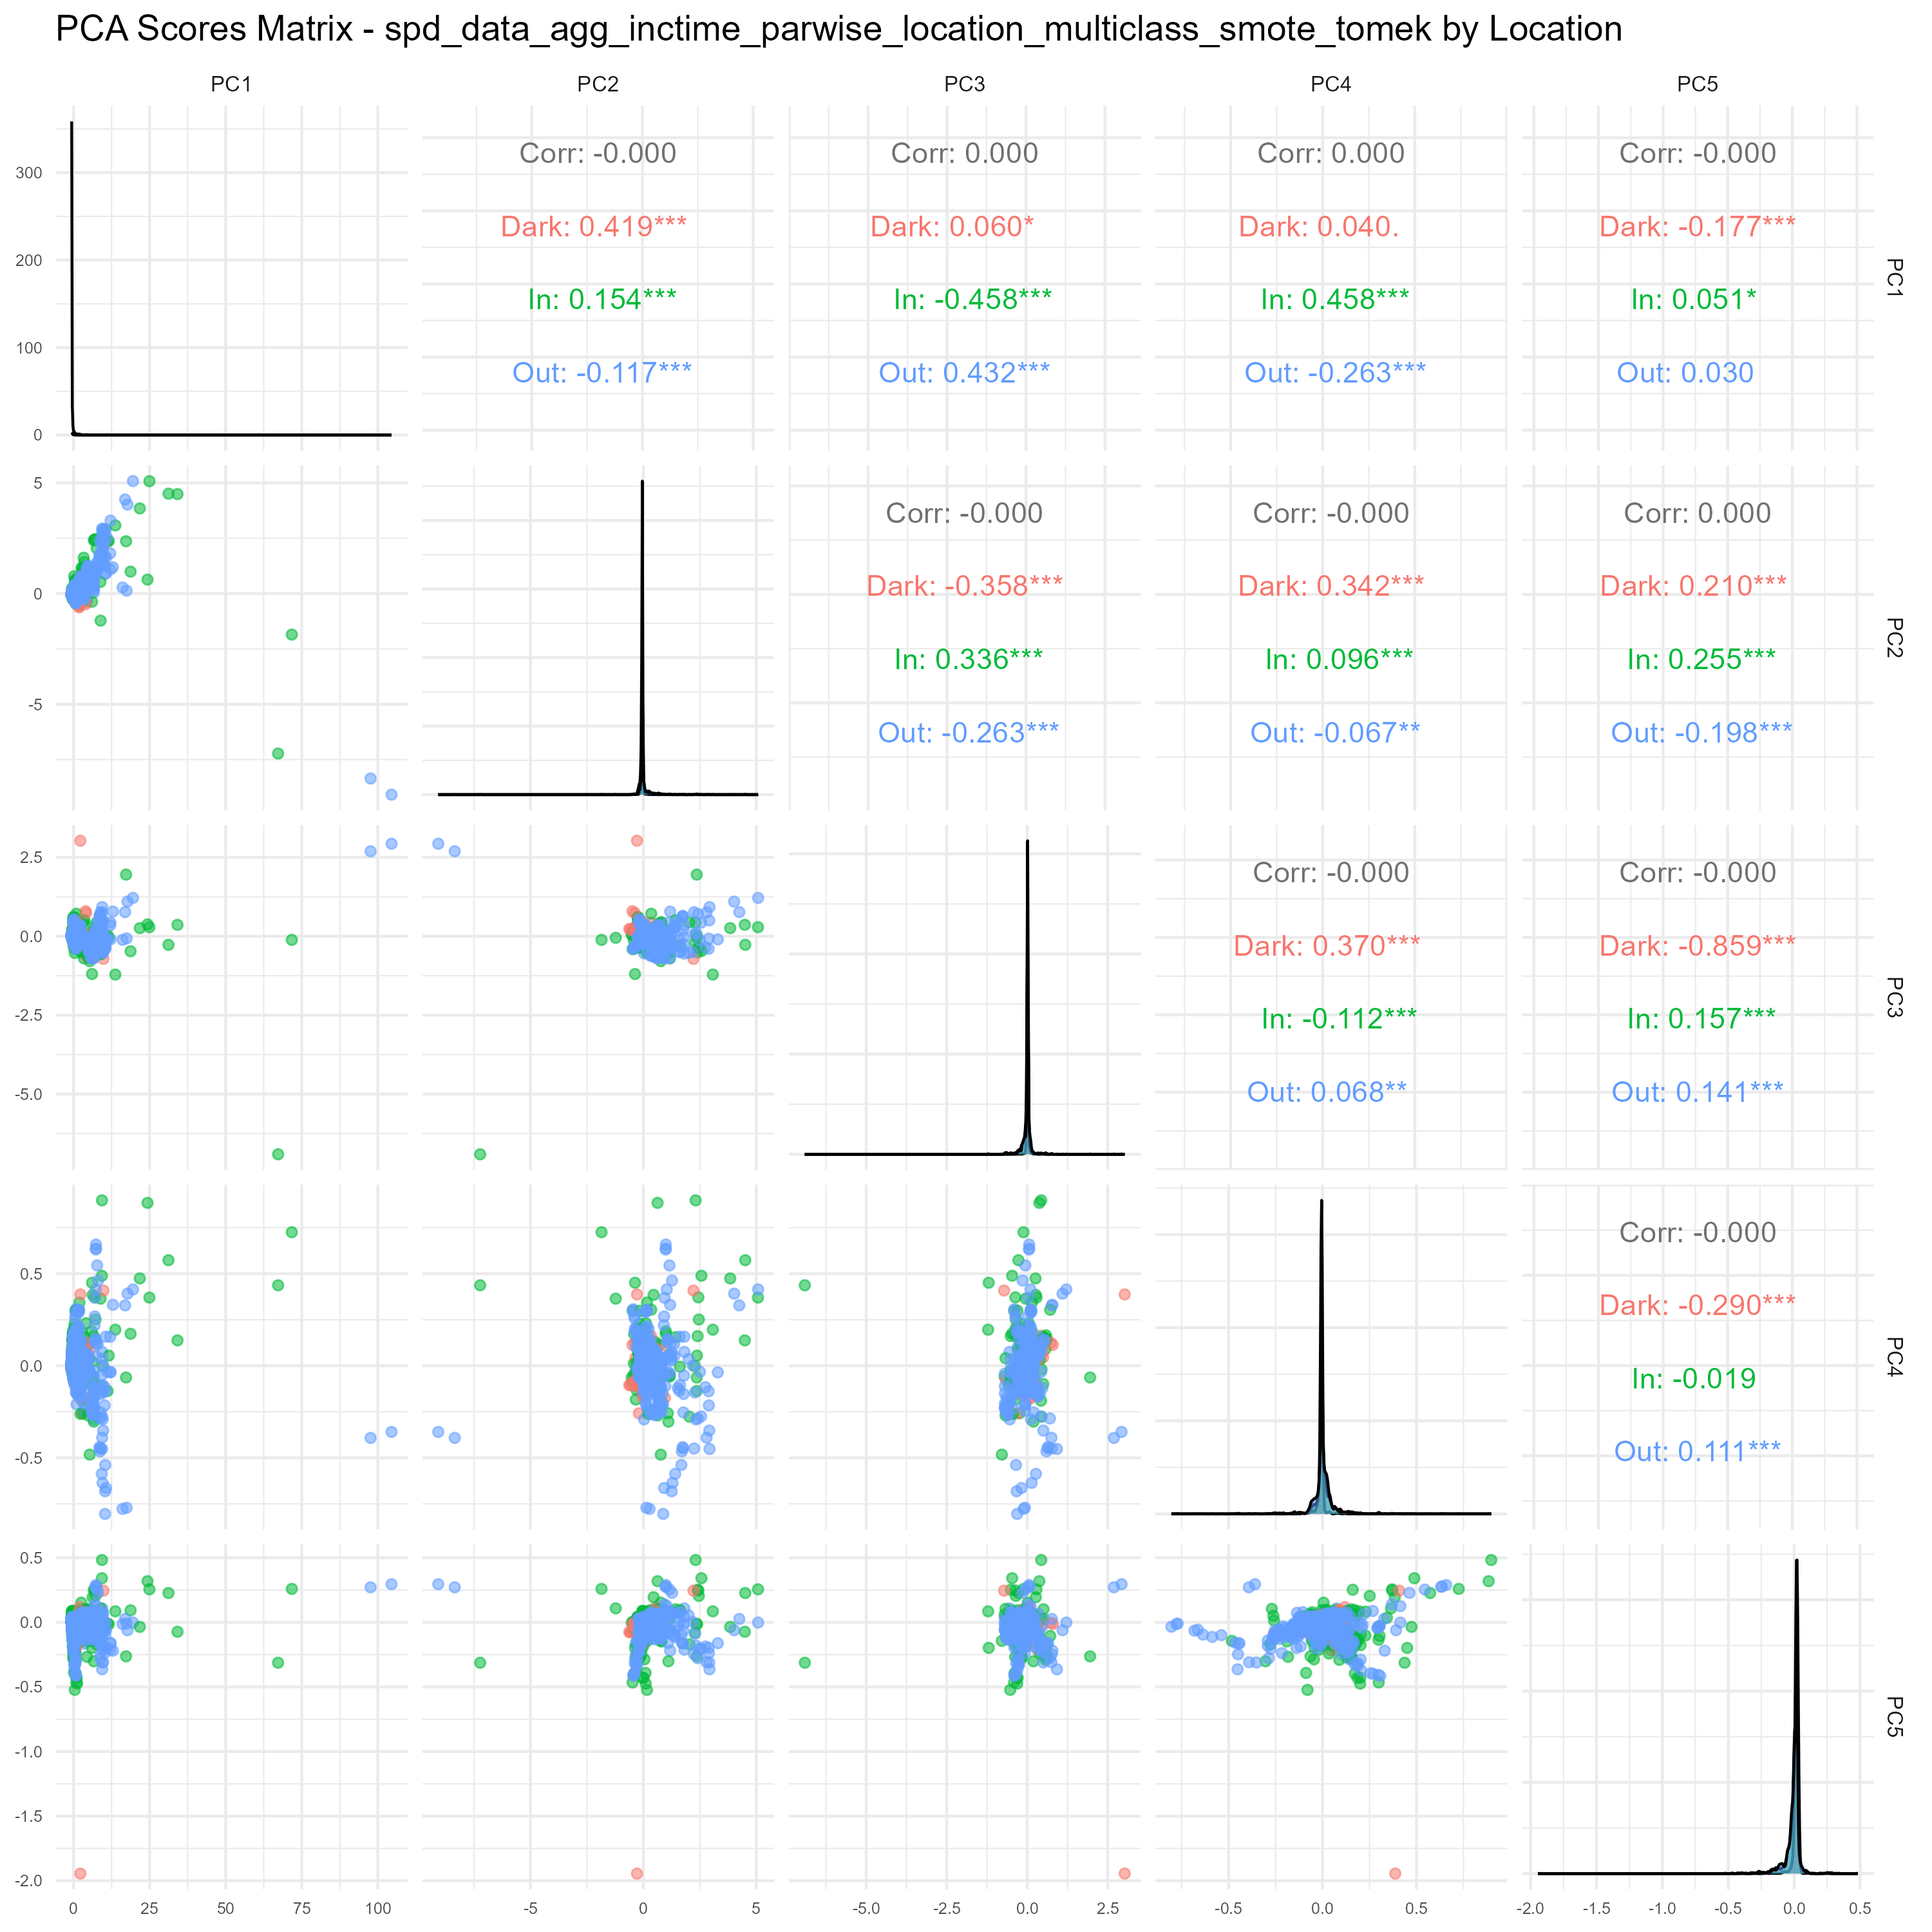 PCA Scores Matrix - spd_data_agg_inctime_parwise_location_multiclass_smote_tomek by Location
PC1 PC2 PC3 PC4 PC5
300
200
100
0
Corr: -0.000 Corr: 0.000 Corr: 0.000 Corr: -0.000
Dark: 0.419*** Dark: 0.060* Dark: 0.040. Dark: -0.177***
In: 0.154*** In: -0.458*** In: 0.458*** In: 0.051*
Out: -0.117*** Out: 0.432*** Out: -0.263*** Out: 0.030
PC1
5
0
-5
Corr: -0.000 Corr: -0.000 Corr: 0.000
Dark: -0.358*** Dark: 0.342*** Dark: 0.210***
In: 0.336*** In: 0.096*** In: 0.255***
Out: -0.263*** Out: -0.067** Out: -0.198***
PC2
2.5
0.0
-2.5
-5.0
Corr: -0.000 Corr: -0.000
Dark: 0.370*** Dark: -0.859***
In: -0.112*** In: 0.157***
Out: 0.068** Out: 0.141***
PC3
0.5
0.0
-0.5
Corr: -0.000
Dark: -0.290***
In: -0.019
Out: 0.111***
PC4
0.5
0.0
-0.5
-1.0
-1.5
-2.0
PC5
0 25 50 75 100 -5 0 5 -5.0 -2.5 0.0 2.5 -0.5 0.0 0.5 -2.0 -1.5 -1.0 -0.5 0.0 0.5